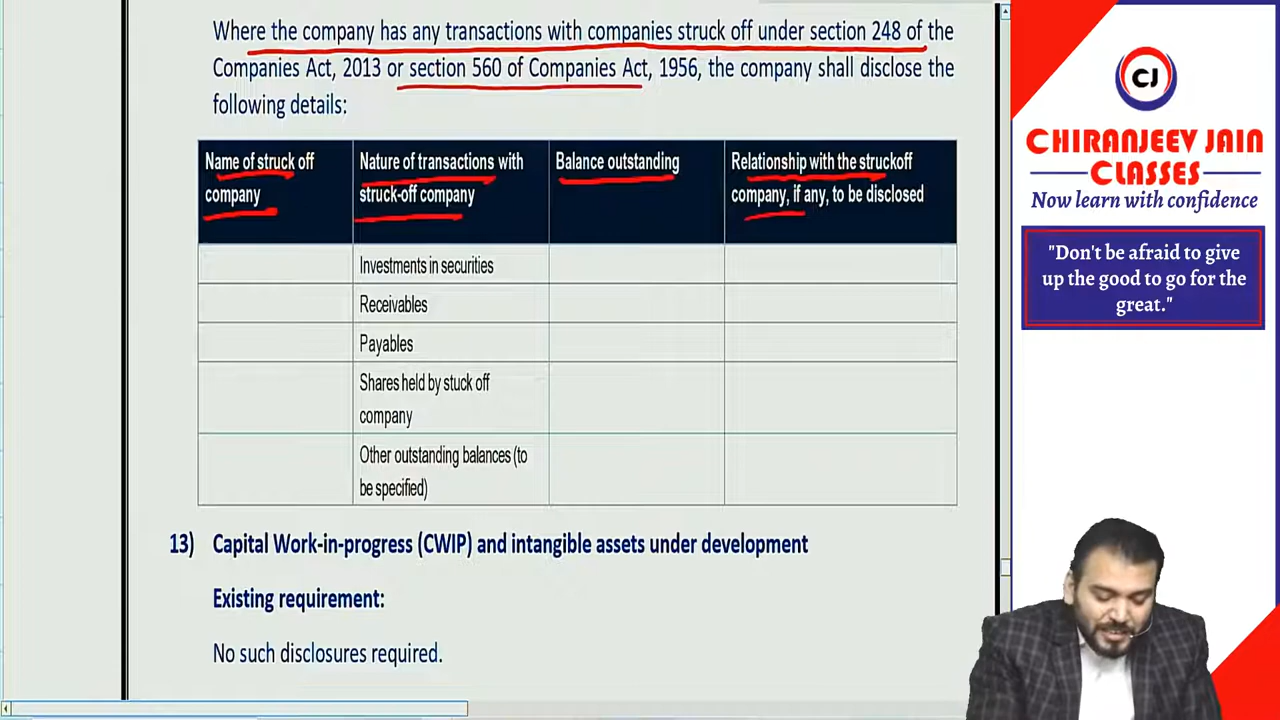 Where the company has any transactions with companies struck off under section 248 of the
Companies Act, 2013 or section 560 of Companies Act, 1956, the company shall disclose the
following details:
Name of struck off
company
Nature of transactions with
struck-off company
Balance outstanding
Relationship with the struckoff
company, if any, to be disclosed
Investments in securities
Receivables
Payables
Shares held by stuck off
company
Other outstanding balances (to
be specified)
13) Capital Work-in-progress (CWIP) and intangible assets under development
Existing requirement:
No such disclosures required.
CJ
CHIRANJEEV JAIN
CLASSES
Now learn with confidence
"Don't be afraid to give
up the good to go for the
great."